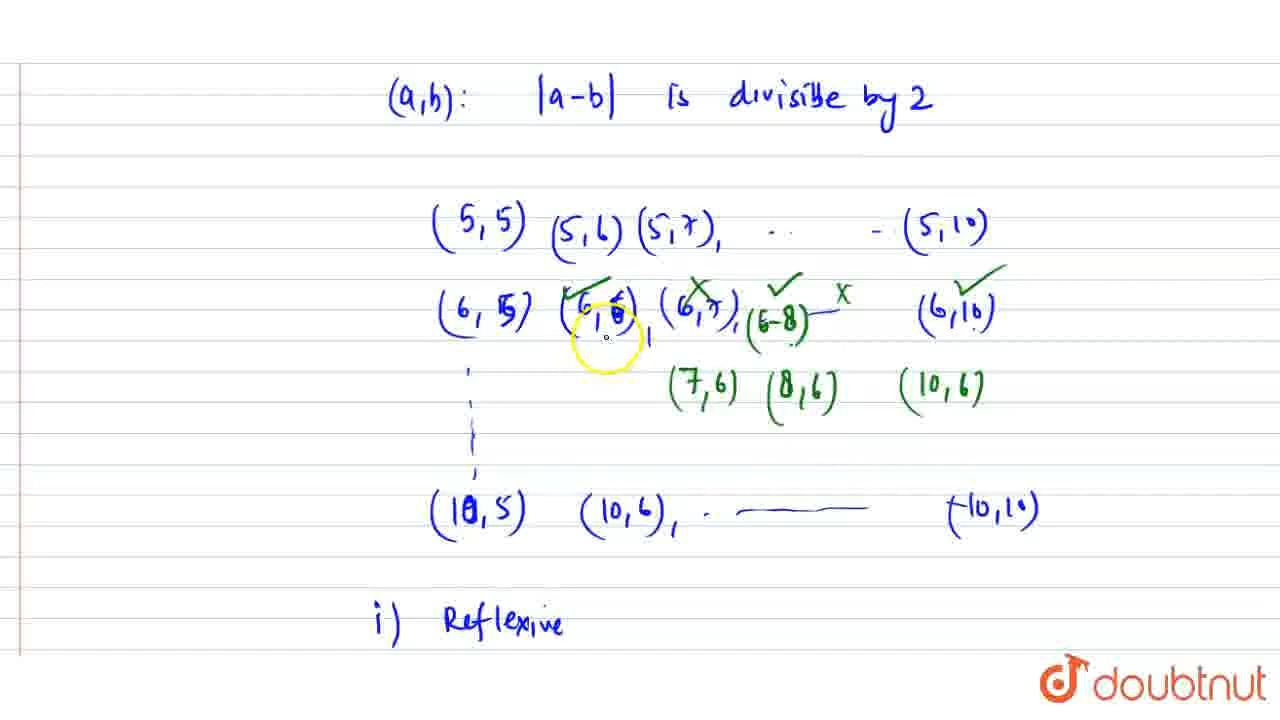 (a,b): |a-b| is divisible by 2
(5,5) (5,6) (5,7), .. - (5,10)
(6,5) ✓(6,6), x(6,7), ✓(6-8) — x ✓(6,10)
(7,6) (8,6) (10,6)
(10,5) (10,6), . —— (10,10)
i) Reflexive
doubtnut